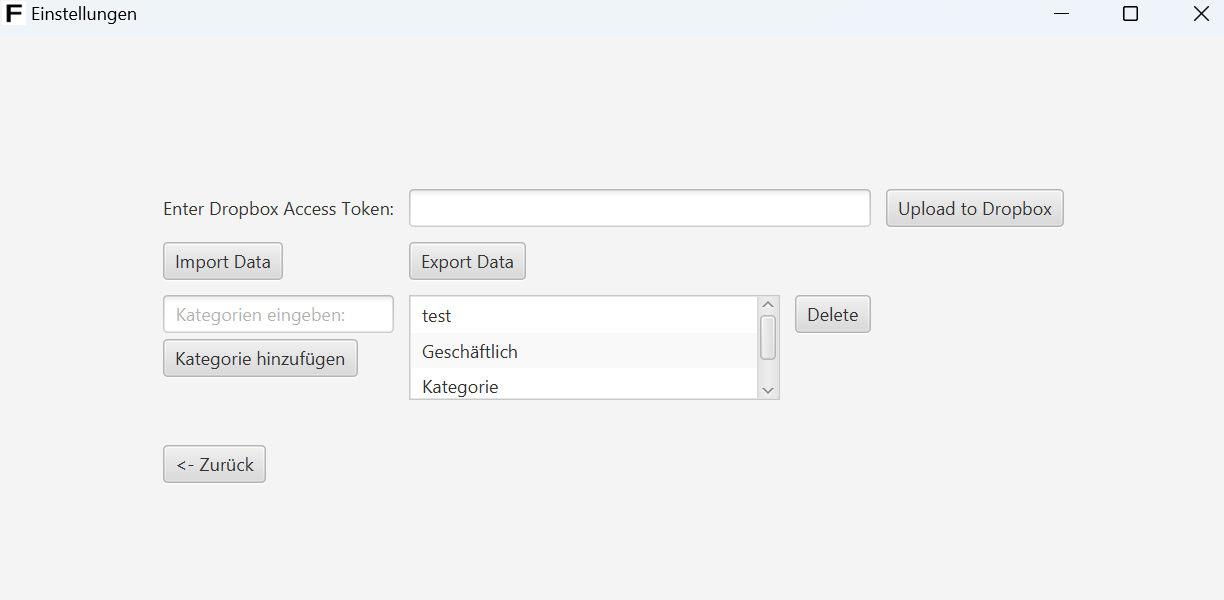 F Einstellungen
Enter Dropbox Access Token: Upload to Dropbox
Import Data Export Data
Kategorien eingeben:
Kategorie hinzufügen
test
Geschäftlich
Kategorie
Delete
<- Zurück